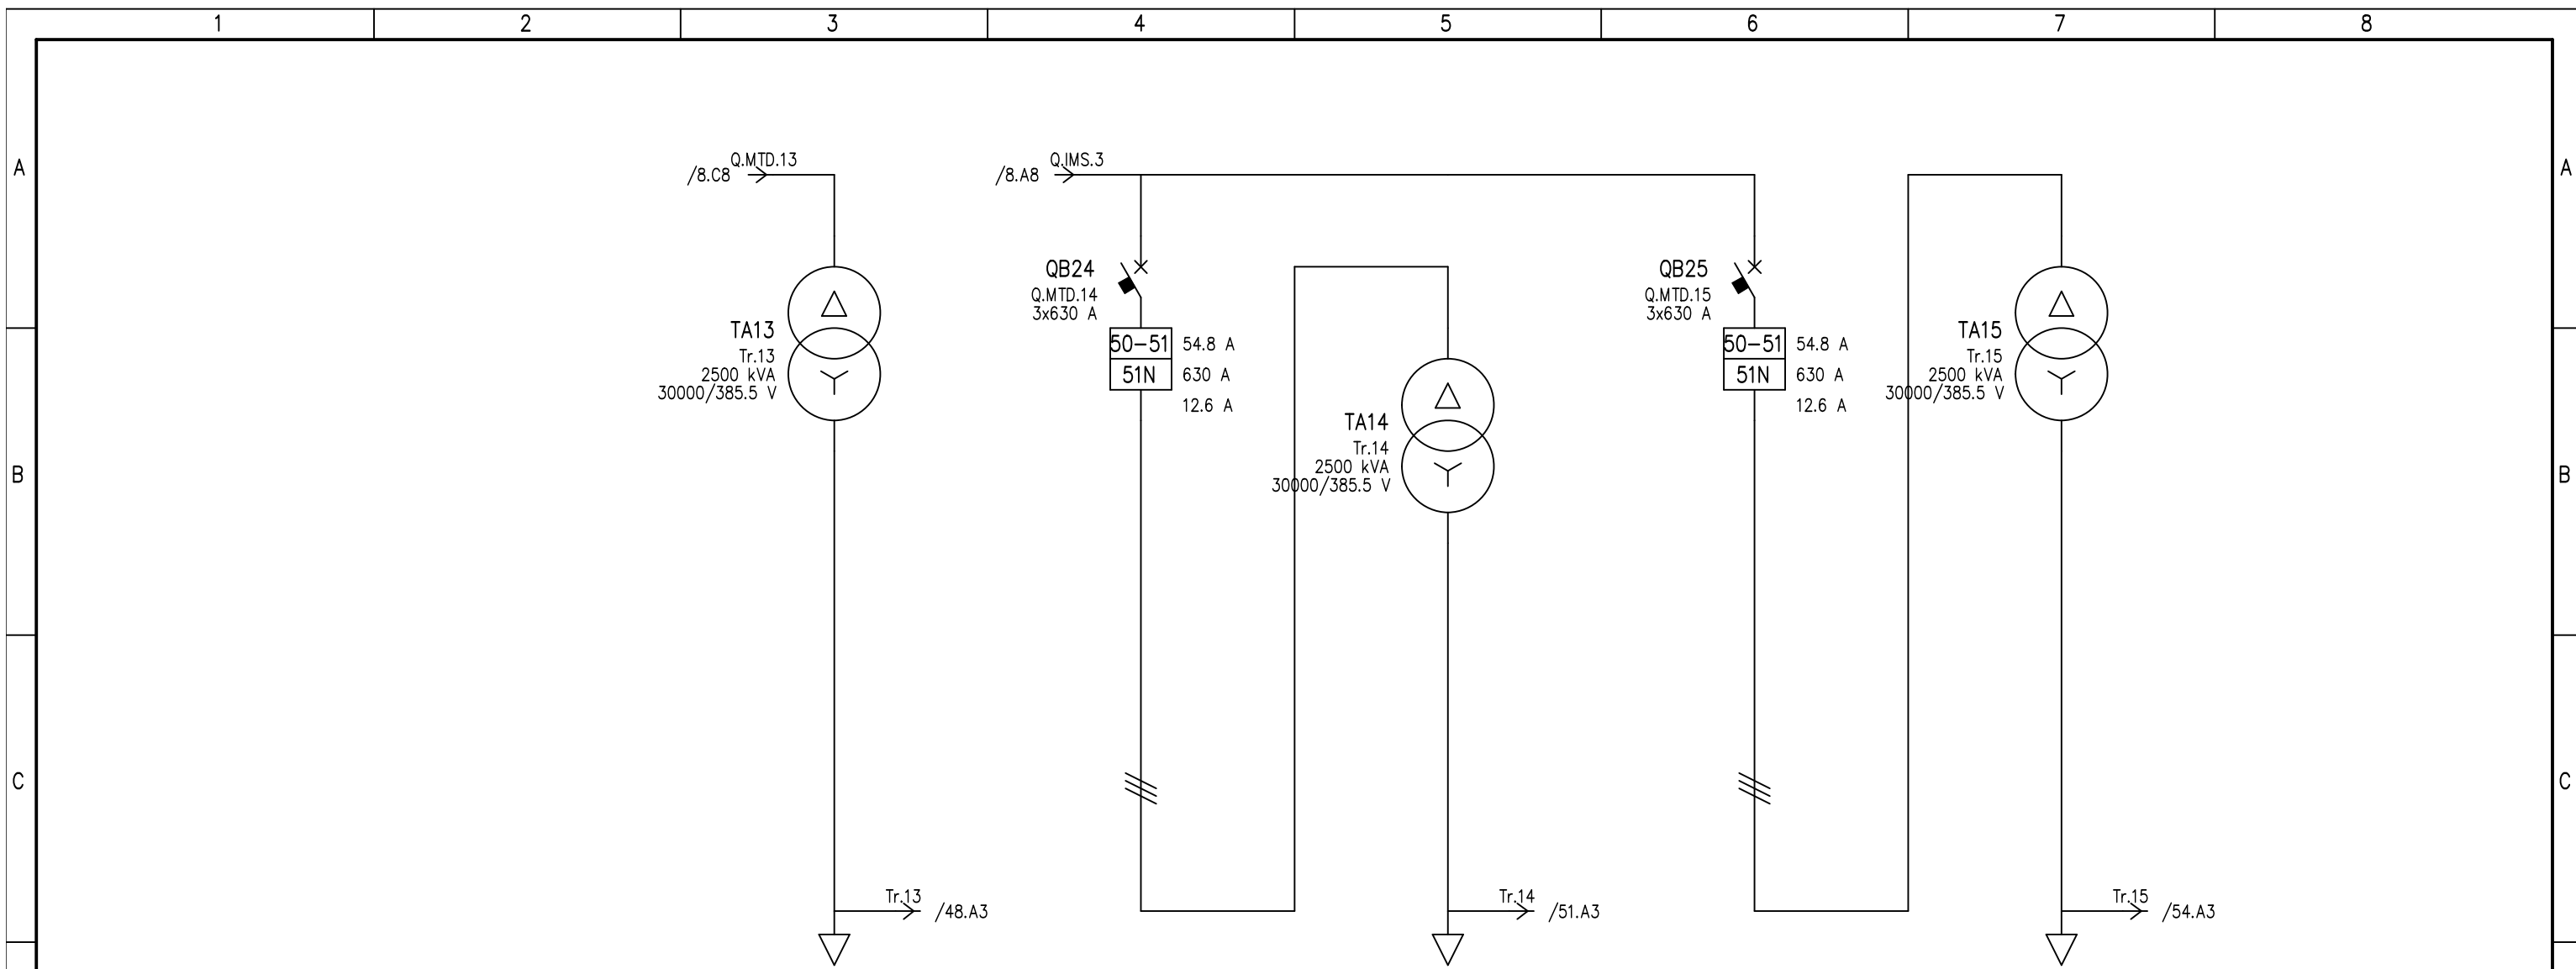 1 2 3 4 5 6 7 8
A A
Q.MTD.13
/8.C8
Q.IMS.3
/8.A8
QB24
Q.MTD.14
3x630 A
50-51 54.8 A
51N 630 A
12.6 A
QB25
Q.MTD.15
3x630 A
50-51 54.8 A
51N 630 A
12.6 A
TA13
Tr.13
2500 kVA
30000/385.5 V
TA14
Tr.14
2500 kVA
30000/385.5 V
TA15
Tr.15
2500 kVA
30000/385.5 V
B B
C C
Tr.13
/48.A3
Tr.14
/51.A3
Tr.15
/54.A3